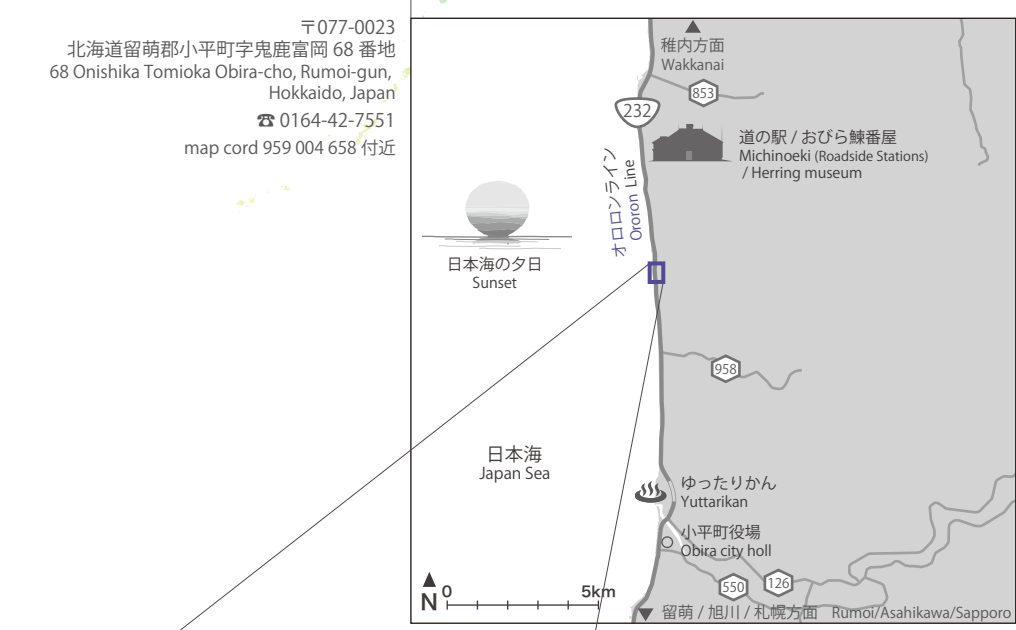 〒077-0023
北海道留萌郡小平町字鬼鹿富岡 68 番地
68 Onishika Tomioka Obira-cho, Rumoi-gun,
Hokkaido, Japan
☎ 0164-42-7551
map cord 959 004 658 付近
稚内方面
Wakkanai
853
232
道の駅 / おびら鰊番屋
Michinoeki (Roadside Stations)
/ Herring museum
オロロンライン
Ororon Line
日本海の夕日
Sunset
958
日本海
Japan Sea
ゆったりかん
Yuttarikan
小平町役場
Obira city holl
550
126
N
0
5km
留萌 / 旭川 / 札幌方面 Rumoi/Asahikawa/Sapporo